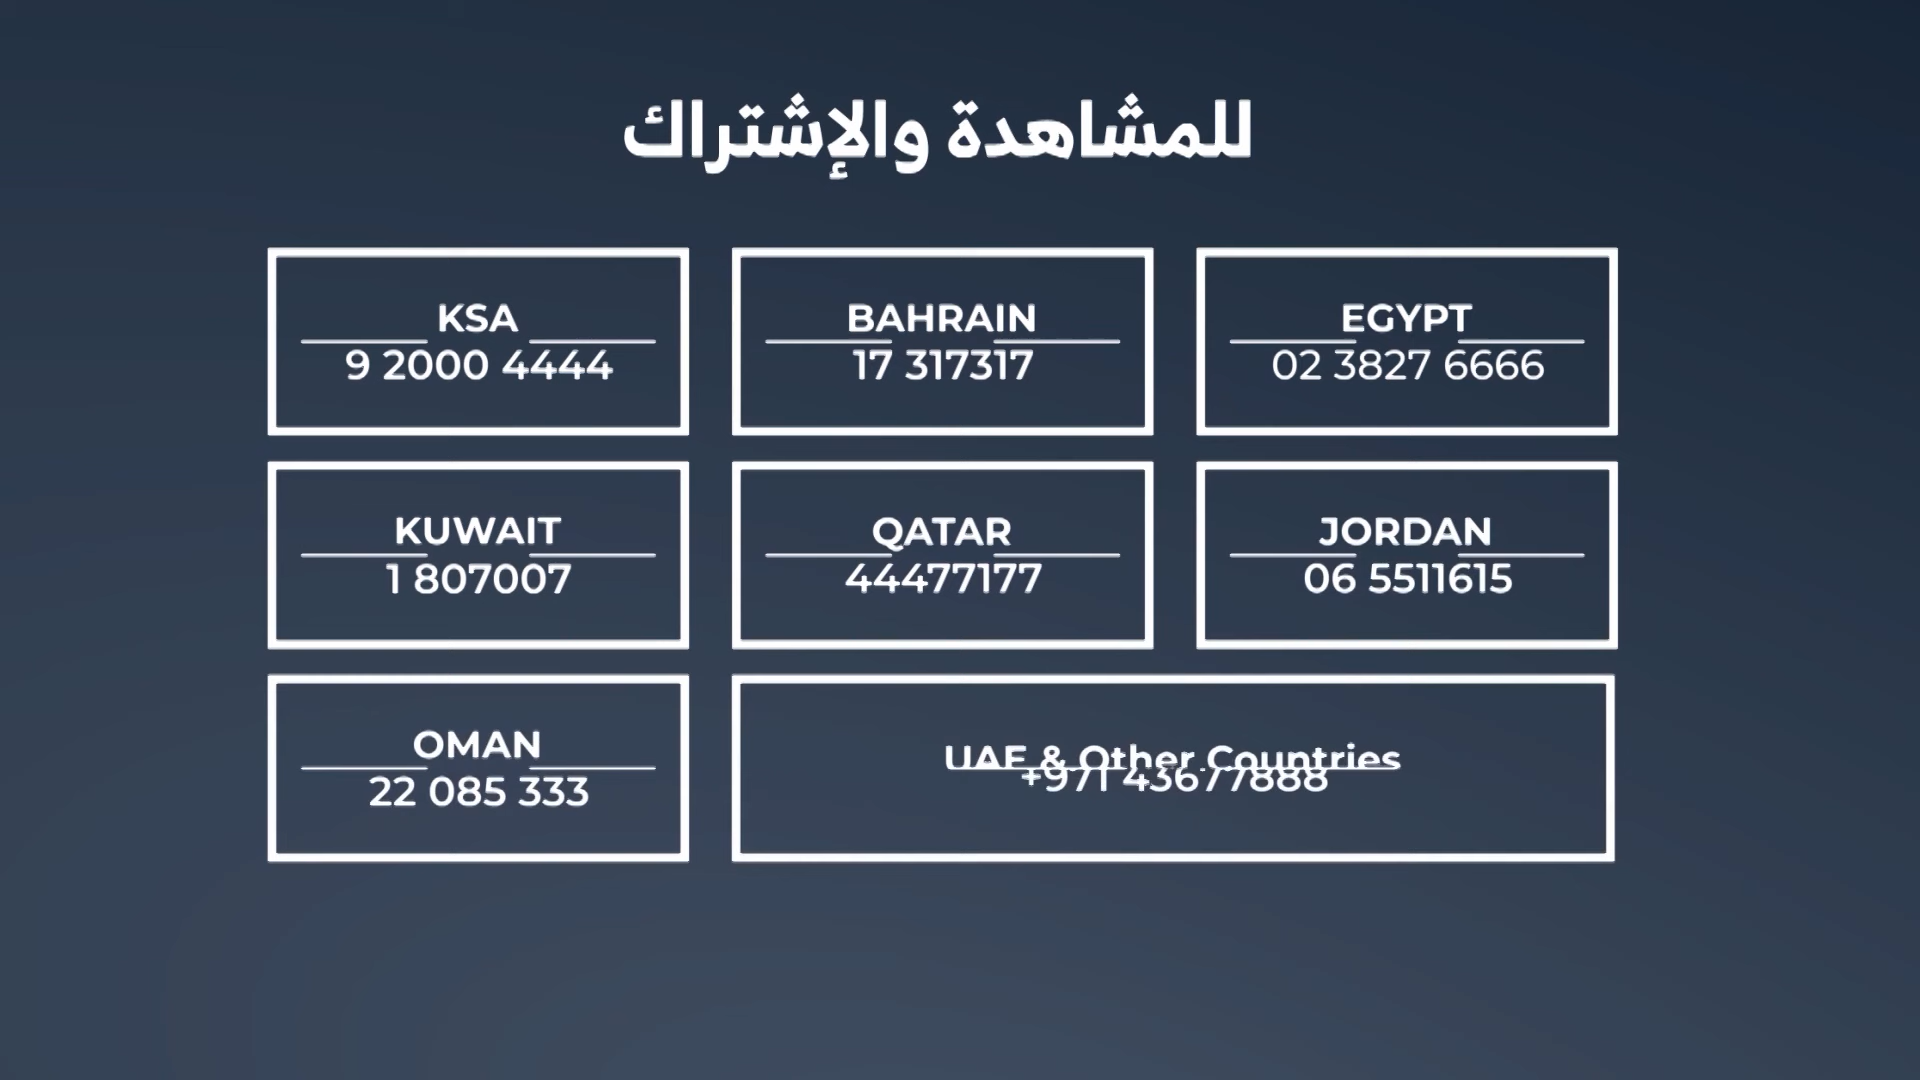 للمشاهدة والإشتراك
KSA
9 2000 4444
BAHRAIN
17 317317
EGYPT
02 3827 6666
KUWAIT
1 807007
QATAR
44477177
JORDAN
06 5511615
OMAN
22 085 333
UAE & Other Countries
+971 43677888